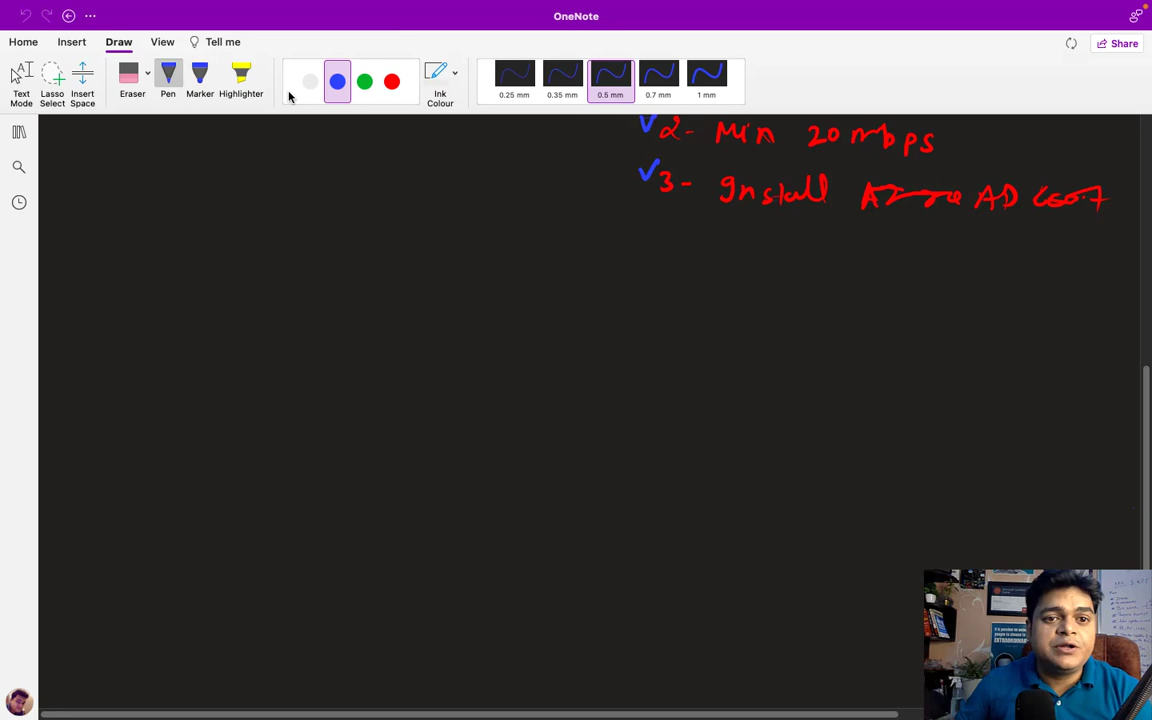 OneNote
Home Insert Draw View Tell me
Share
Text Mode
Lasso Select
Insert Space
Eraser
Pen
Marker
Highlighter
Ink Colour
0.25 mm
0.35 mm
0.5 mm
0.7 mm
1 mm
2- Min 20 mbps
3- Install Azure AD